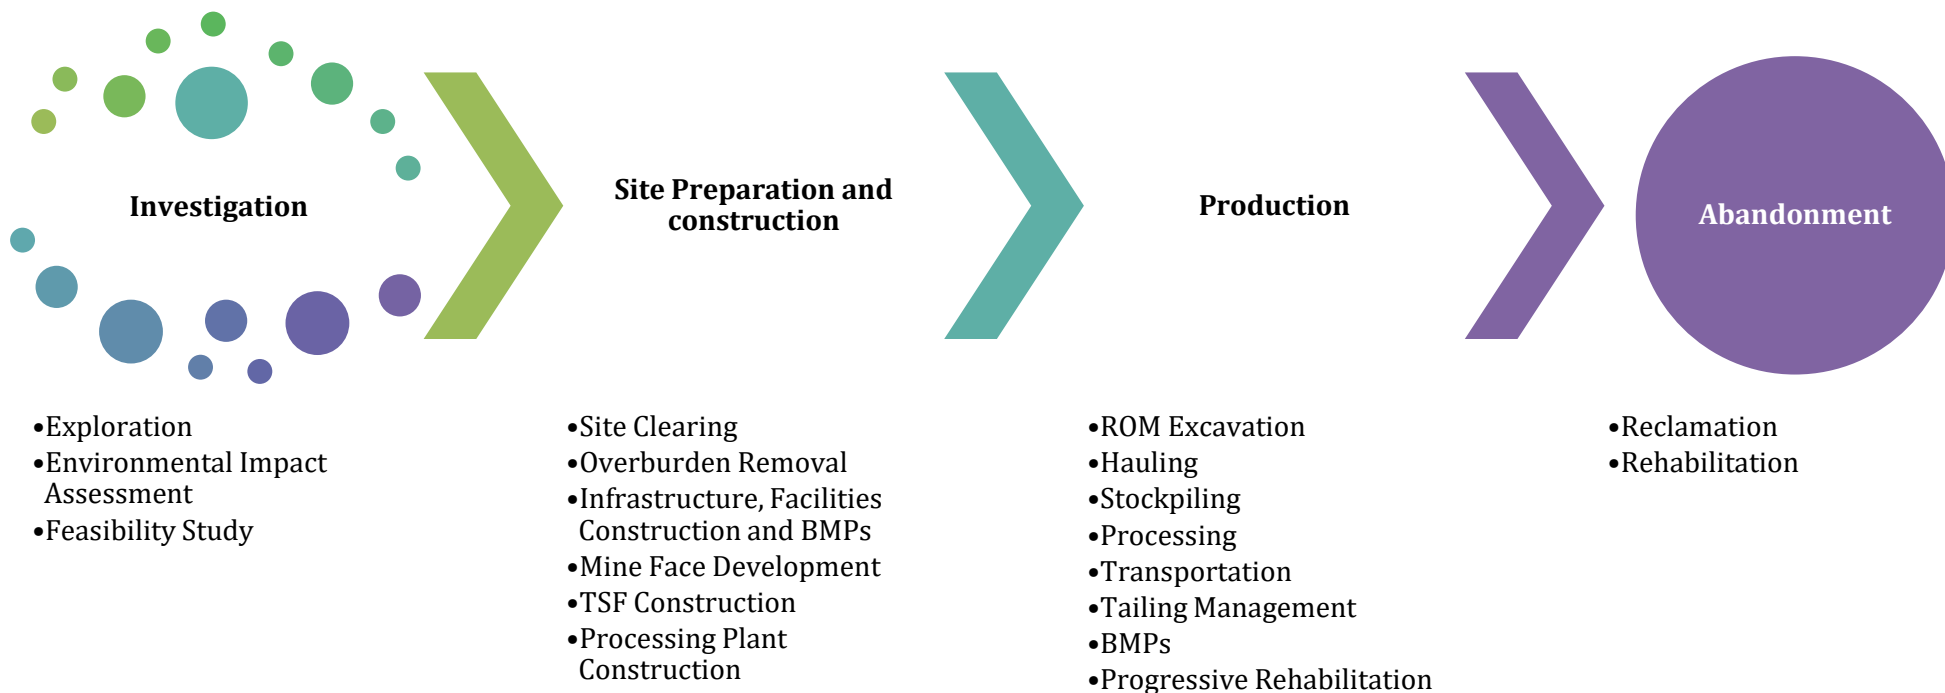 Investigation
Site Preparation and
construction
Production
Abandonment
•Exploration
•Environmental Impact
Assessment
•Feasibility Study
•Site Clearing
•Overburden Removal
•Infrastructure, Facilities
Construction and BMPs
•Mine Face Development
•TSF Construction
•Processing Plant
Construction
•ROM Excavation
•Hauling
•Stockpiling
•Processing
•Transportation
•Tailing Management
•BMPs
•Progressive Rehabilitation
•Reclamation
•Rehabilitation